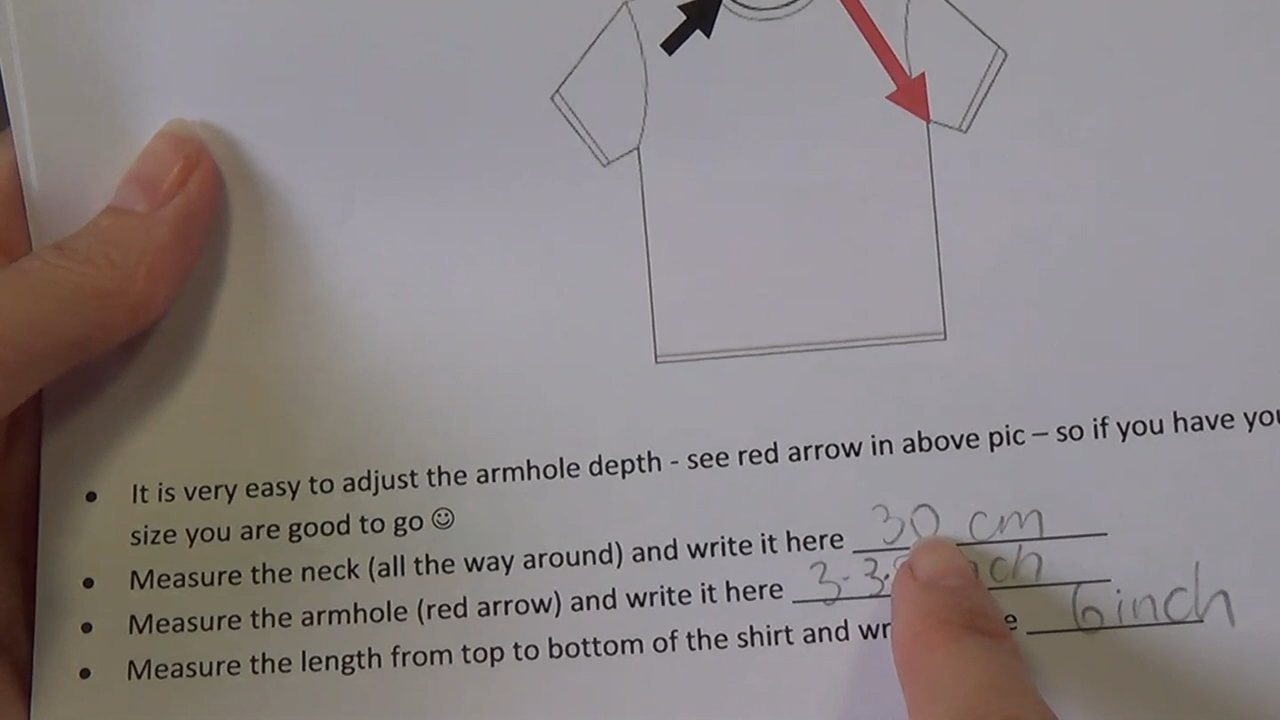 • It is very easy to adjust the armhole depth - see red arrow in above pic – so if you have
size you are good to go ☺
• Measure the neck (all the way around) and write it here 30 cm
• Measure the armhole (red arrow) and write it here
• Measure the length from top to bottom of the shirt and 6 inch